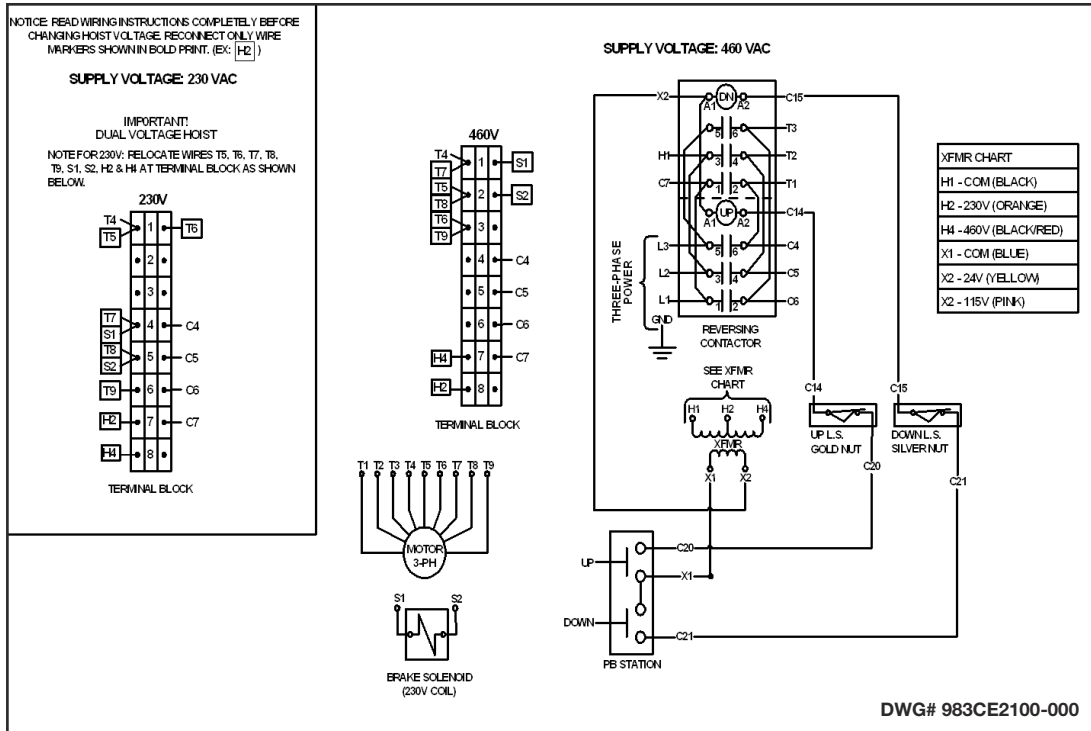 NOTICE: READ WIRING INSTRUCTIONS COMPLETELY BEFORE
CHANGING HOIST VOLTAGE. RECONNECT ONLY WIRE
MARKERS SHOWN IN BOLD PRINT. (EX: H2 )
SUPPLY VOLTAGE: 230 VAC
IMPORTANT!
DUAL VOLTAGE HOIST
NOTE FOR 230V: RELOCATE WIRES T5, T6, T7, T8,
T9, S1, S2, H2 & H4 AT TERMINAL BLOCK AS SHOWN
BELOW.
230V
T4 1 T6
T5
2
3
T7 4 C4
S1
T8 5 C5
S2
T9 6 C6
H2 7 C7
H4 8
TERMINAL BLOCK
460V
T4 1 S1
T7
T5 2 S2
T8
T6 3
T9
4 C4
5 C5
6 C6
H4 7 C7
H2 8
TERMINAL BLOCK
T1 T2 T3 T4 T5 T6 T7 T8 T9
MOTOR
3-PH
S1 S2
BRAKE SOLENOID
(230V COIL)
SUPPLY VOLTAGE: 460 VAC
X2 DN C15
A1 A2
5 6 T3
H1 3 4 T2
C7 1 2 T1
UP C14
A1 A2
L3 5 6 C4
L2 3 4 C5
L1 1 2 C6
THREE-PHASE
POWER
GND
REVERSING
CONTACTOR
SEE XFMR
CHART
H1 H2 H4
XFMR
X1 X2
C14 C15
UP L.S.
GOLD NUT
DOWN L.S.
SILVER NUT
C20
C21
UP
C20
X1
DOWN
C21
PB STATION
XFMR CHART
H1 - COM (BLACK)
H2 - 230V (ORANGE)
H4 - 460V (BLACK/RED)
X1 - COM (BLUE)
X2 - 24V (YELLOW)
X2 - 115V (PINK)
DWG# 983CE2100-000